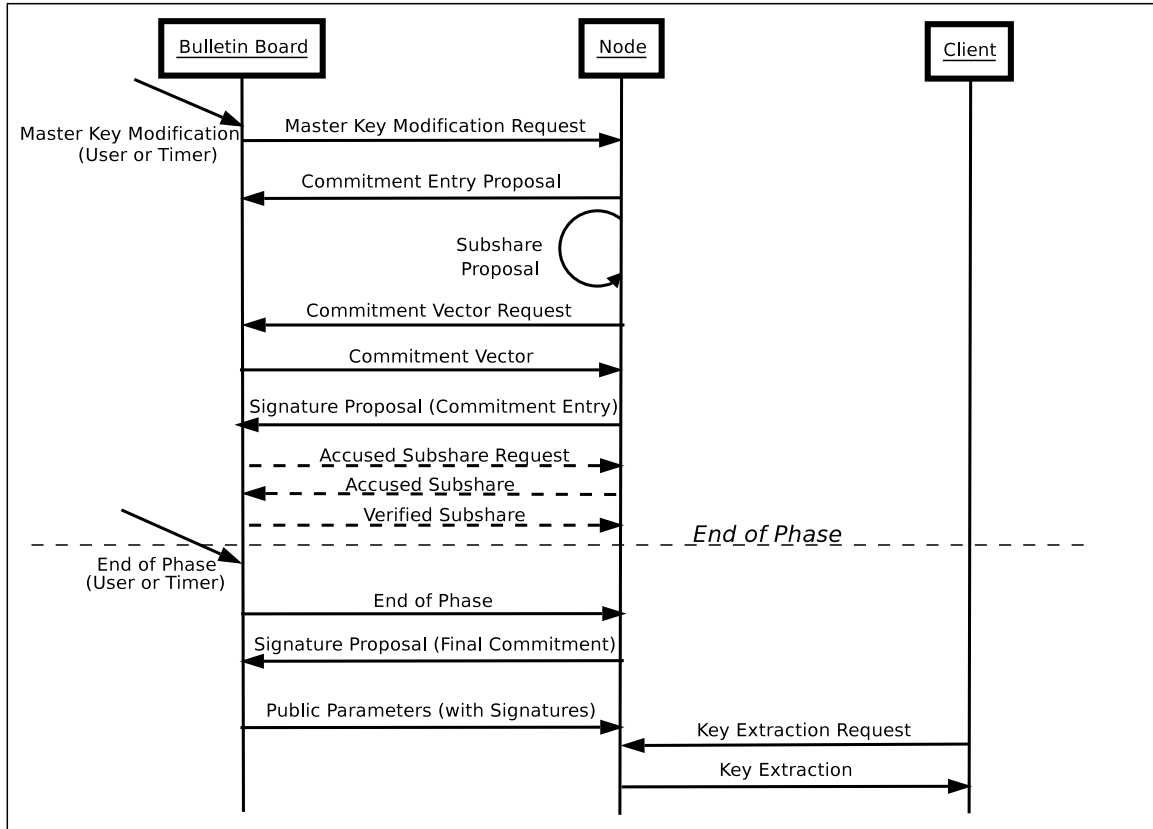 Bulletin Board
Node
Client
Master Key Modification
(User or Timer)
Master Key Modification Request
Commitment Entry Proposal
Subshare
Proposal
Commitment Vector Request
Commitment Vector
Signature Proposal (Commitment Entry)
Accused Subshare Request
Accused Subshare
Verified Subshare
End of Phase
End of Phase
(User or Timer)
End of Phase
Signature Proposal (Final Commitment)
Public Parameters (with Signatures)
Key Extraction Request
Key Extraction